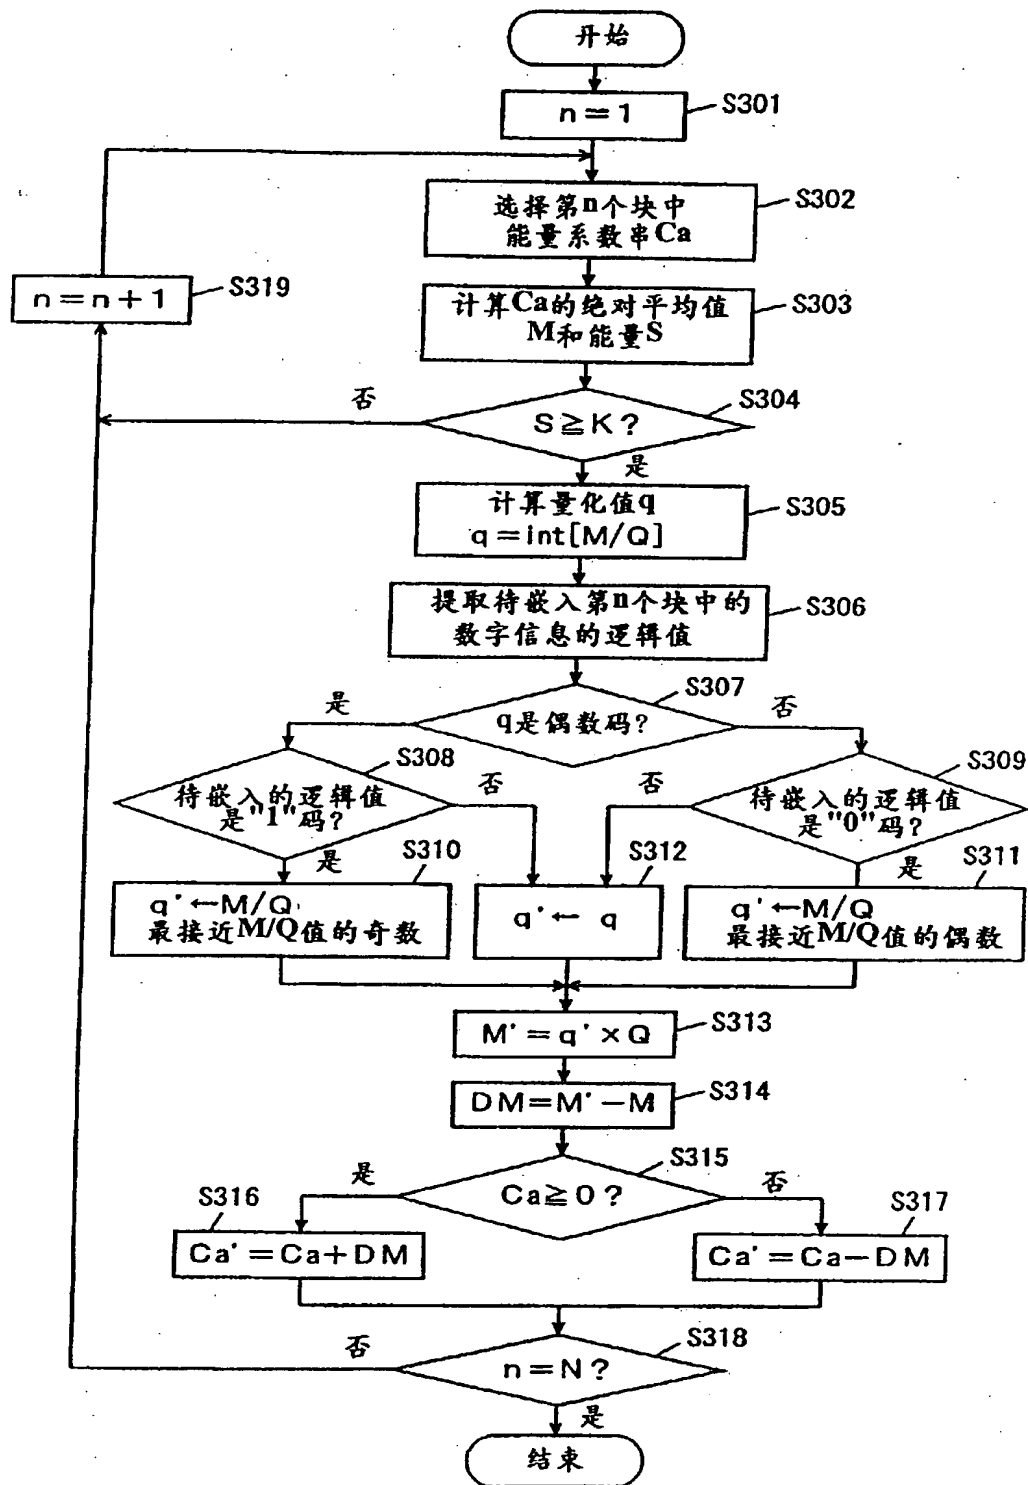 开始
n=1
S301
选择第n个块中
能量系数串Ca
S302
n=n+1
S319
计算Ca的绝对平均值
M和能量S
S303
否
S≧K?
S304
是
计算量化值q
q=int[M/Q]
S305
提取待嵌入第n个块中的
数字信息的逻辑值
S306
是
q是偶数码?
S307
否
待嵌入的逻辑值
是"1"码?
S308
否
是
否
待嵌入的逻辑值
是"0"码?
S309
是
q'←M/Q
最接近M/Q值的奇数
S310
q'← q
S312
q'←M/Q
最接近M/Q值的偶数
S311
M'=q'×Q
S313
DM=M'−M
S314
是
Ca≧0?
S315
否
S316
Ca'=Ca+DM
S317
Ca'=Ca−DM
否
n=N?
S318
是
结束